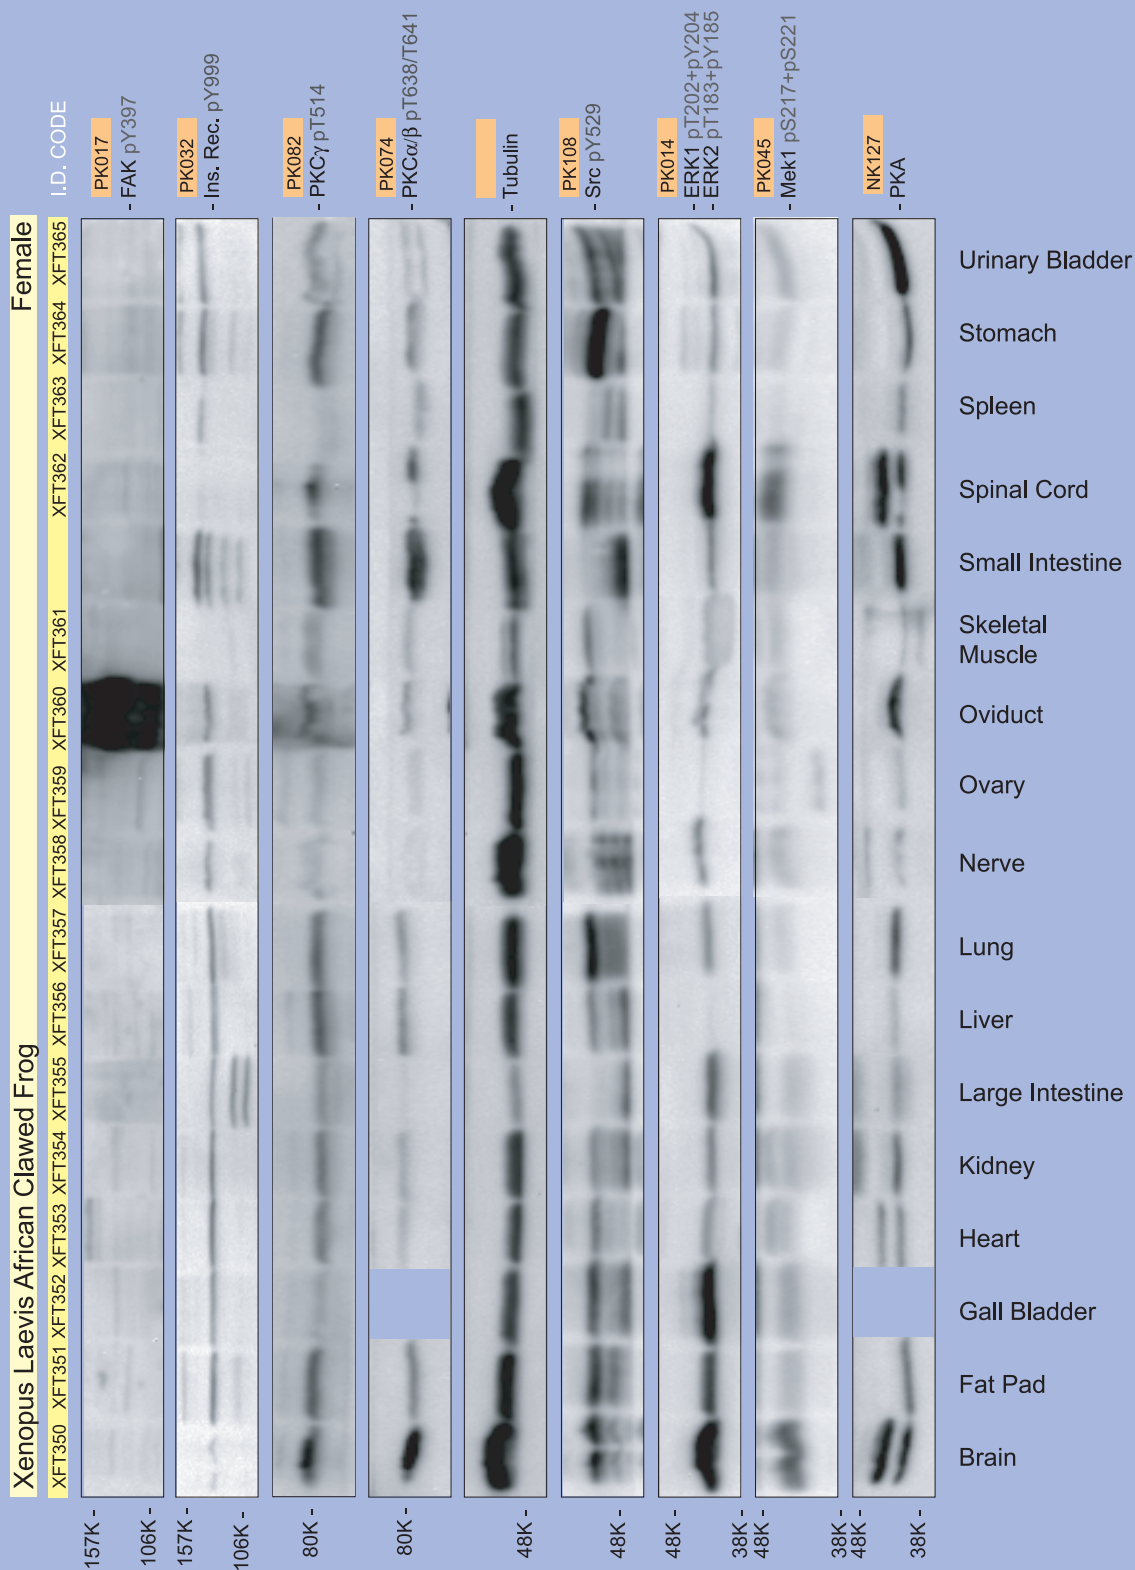 Xenopus Laevis African Clawed Frog
Female
XFT350
XFT351
XFT352
XFT353
XFT354
XFT355
XFT356
XFT357
XFT358
XFT359
XFT360
XFT361
XFT362
XFT363
XFT364
XFT365
I.D. CODE
157K -
106K -
PK017
- FAK pY397
157K -
106K -
PK032
- Ins. Rec. pY999
80K -
PK082
- PKCγ pT514
80K -
PK074
- PKCα/β pT638/T641
48K -
- Tubulin
48K -
PK108
- Src pY529
38K -
PK014
- ERK1 pT202+pY204
- ERK2 pT183+pY185
48K -
38K -
PK045
- Mek1 pS217+pS221
48K -
38K -
NK127
- PKA
Brain
Fat Pad
Gall Bladder
Heart
Kidney
Large Intestine
Liver
Lung
Nerve
Ovary
Oviduct
Skeletal
Muscle
Small Intestine
Spinal Cord
Spleen
Stomach
Urinary Bladder